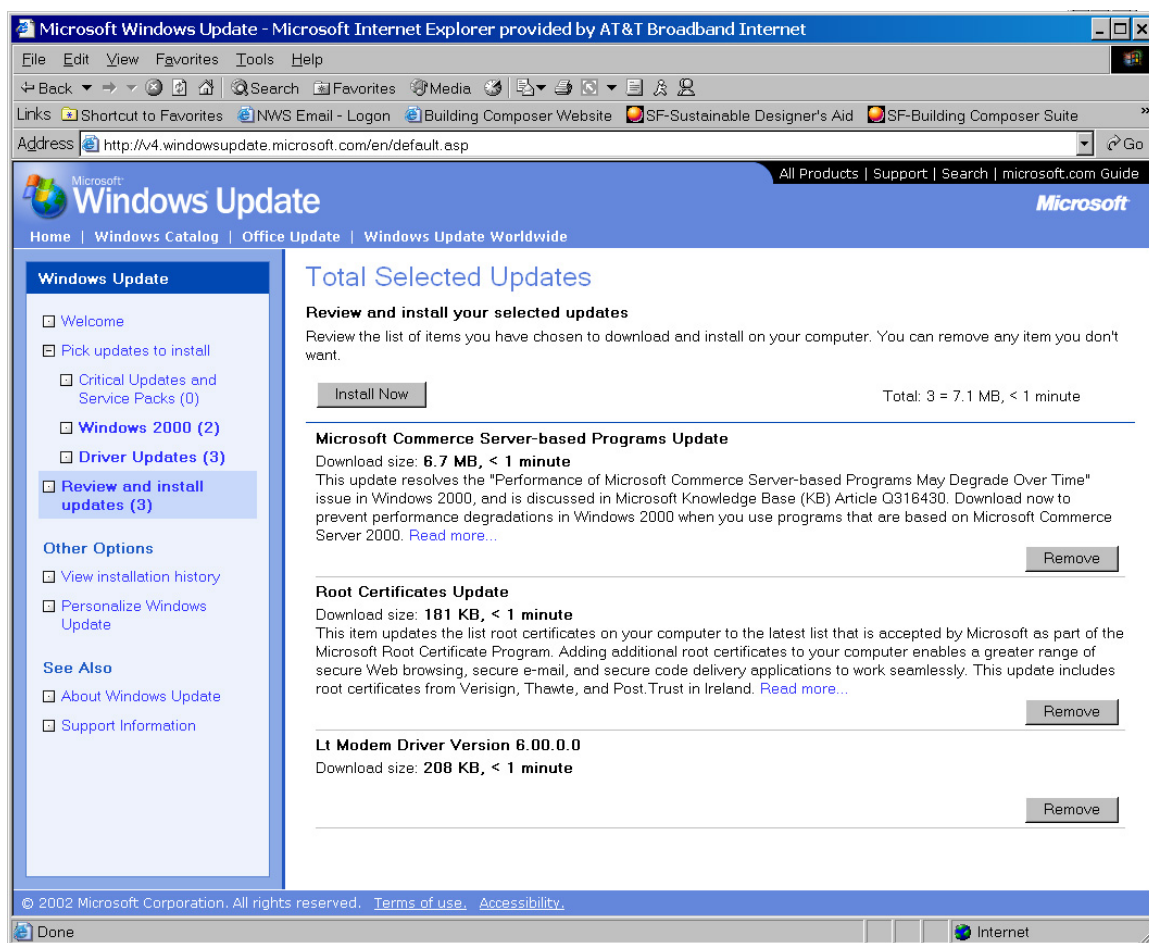 Microsoft Windows Update - Microsoft Internet Explorer provided by AT&T Broadband Internet
File Edit View Favorites Tools Help
Back Search Favorites Media
Links Shortcut to Favorites NWS Email - Logon Building Composer Website SF-Sustainable Designer's Aid SF-Building Composer Suite »
Address http://v4.windowsupdate.microsoft.com/en/default.asp Go
All Products | Support | Search | microsoft.com Guide
Microsoft
Windows Update
Microsoft
Home | Windows Catalog | Office Update | Windows Update Worldwide
Windows Update
Welcome
Pick updates to install
Critical Updates and
Service Packs (0)
Windows 2000 (2)
Driver Updates (3)
Review and install
updates (3)
Other Options
View installation history
Personalize Windows
Update
See Also
About Windows Update
Support Information
Total Selected Updates
Review and install your selected updates
Review the list of items you have chosen to download and install on your computer. You can remove any item you don't
want.
Install Now
Total: 3 = 7.1 MB, < 1 minute
Microsoft Commerce Server-based Programs Update
Download size: 6.7 MB, < 1 minute
This update resolves the "Performance of Microsoft Commerce Server-based Programs May Degrade Over Time"
issue in Windows 2000, and is discussed in Microsoft Knowledge Base (KB) Article Q316430. Download now to
prevent performance degradations in Windows 2000 when you use programs that are based on Microsoft Commerce
Server 2000. Read more...
Remove
Root Certificates Update
Download size: 181 KB, < 1 minute
This item updates the list root certificates on your computer to the latest list that is accepted by Microsoft as part of the
Microsoft Root Certificate Program. Adding additional root certificates to your computer enables a greater range of
secure Web browsing, secure e-mail, and secure code delivery applications to work seamlessly. This update includes
root certificates from Verisign, Thawte, and Post.Trust in Ireland. Read more...
Remove
Lt Modem Driver Version 6.00.0.0
Download size: 208 KB, < 1 minute
Remove
© 2002 Microsoft Corporation. All rights reserved. Terms of use. Accessibility.
Done Internet